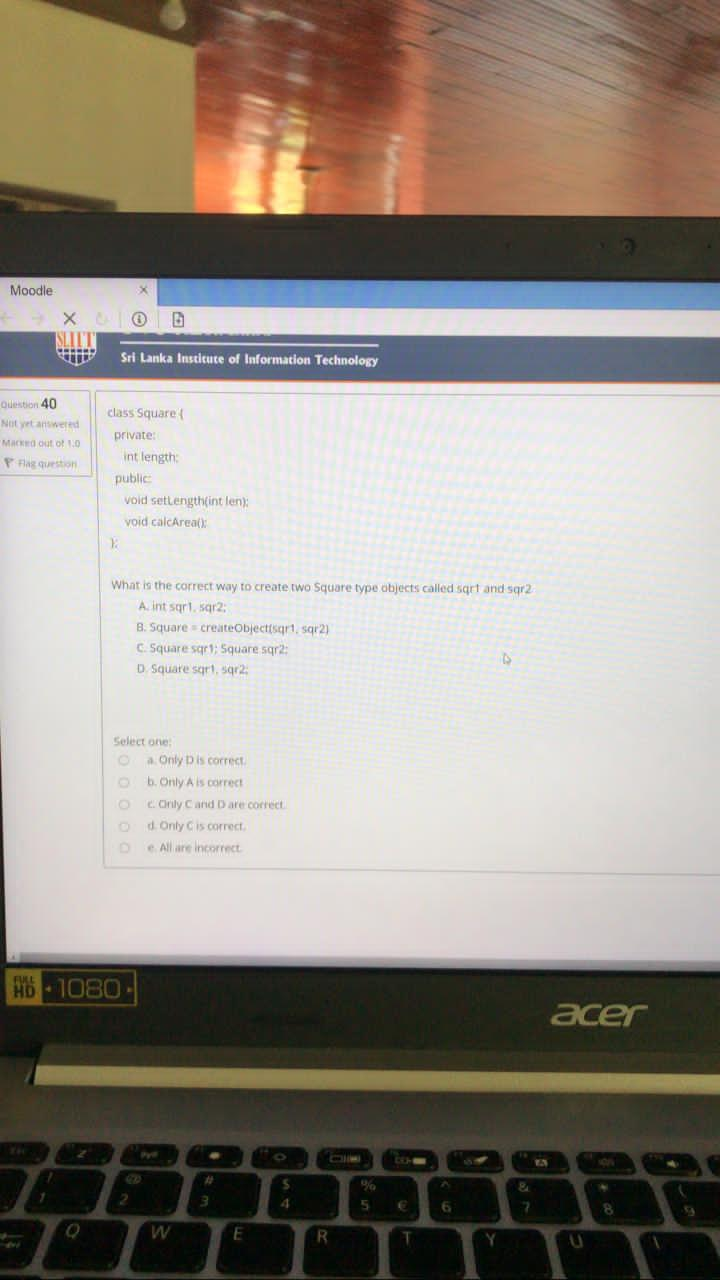 Moodle
SLIIT
Sri Lanka Institute of Information Technology
Question 40
Not yet answered
Marked out of 1.0
Flag question
class Square {
private:
int length;
public:
void setLength(int len);
void calcArea();
};
What is the correct way to create two Square type objects called sqr1 and sqr2
A. int sqr1, sqr2;
B. Square = createObject(sqr1, sqr2)
C. Square sqr1; Square sqr2;
D. Square sqr1, sqr2;
Select one:
a. Only D is correct.
b. Only A is correct
c. Only C and D are correct.
d. Only C is correct.
e. All are incorrect.
FULL HD 1080
acer
! @ # $ % ^ & * (
1 2 3 4 5 € 6 7 8 9
Q W E R T Y U I